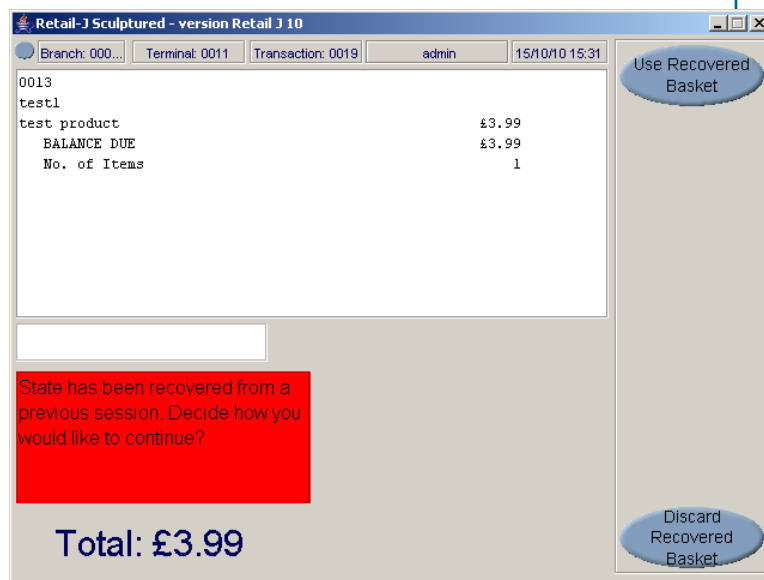 Retail-J Sculptured - version Retail J 10
Branch: 000... Terminal: 0011 Transaction: 0019 admin 15/10/10 15:31
0013
test1
test product £3.99
BALANCE DUE £3.99
No. of Items 1
State has been recovered from a
previous session. Decide how you
would like to continue?
Total: £3.99
Use Recovered
Basket
Discard
Recovered
Basket